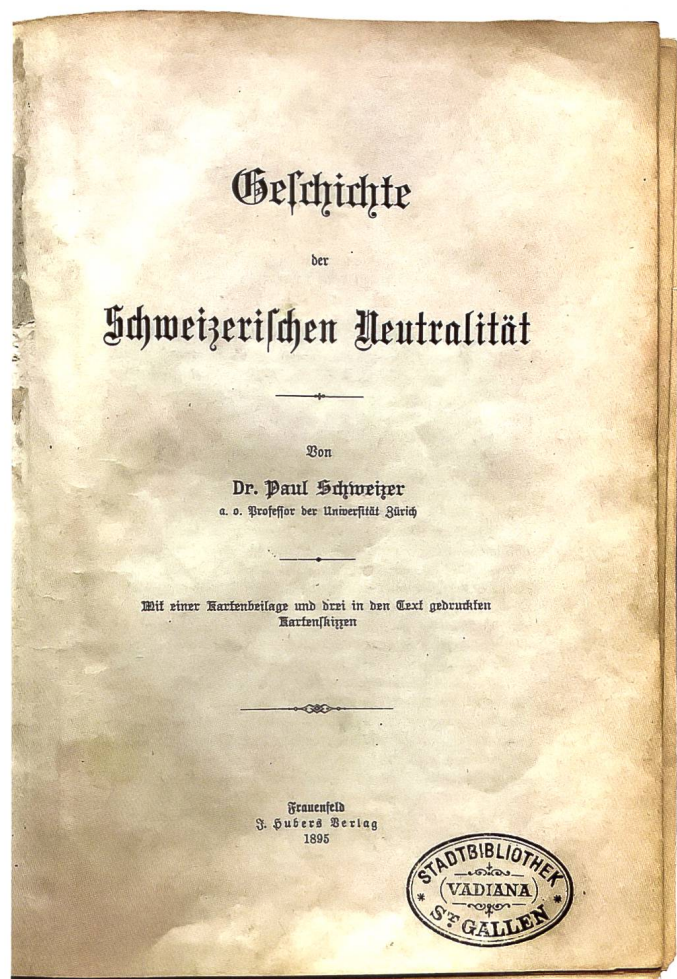 Geschichte
der
Schweizerischen Neutralität
Von
Dr. Paul Schweizer
a. o. Professor der Universität Zürich
Mit einer Kartenbeilage und drei in den Text gedruckten
Kartenskizzen
Frauenfeld
J. Hubers Verlag
1895
STADTBIBLIOTHEK
(VADIANA)
* ST. GALLEN *